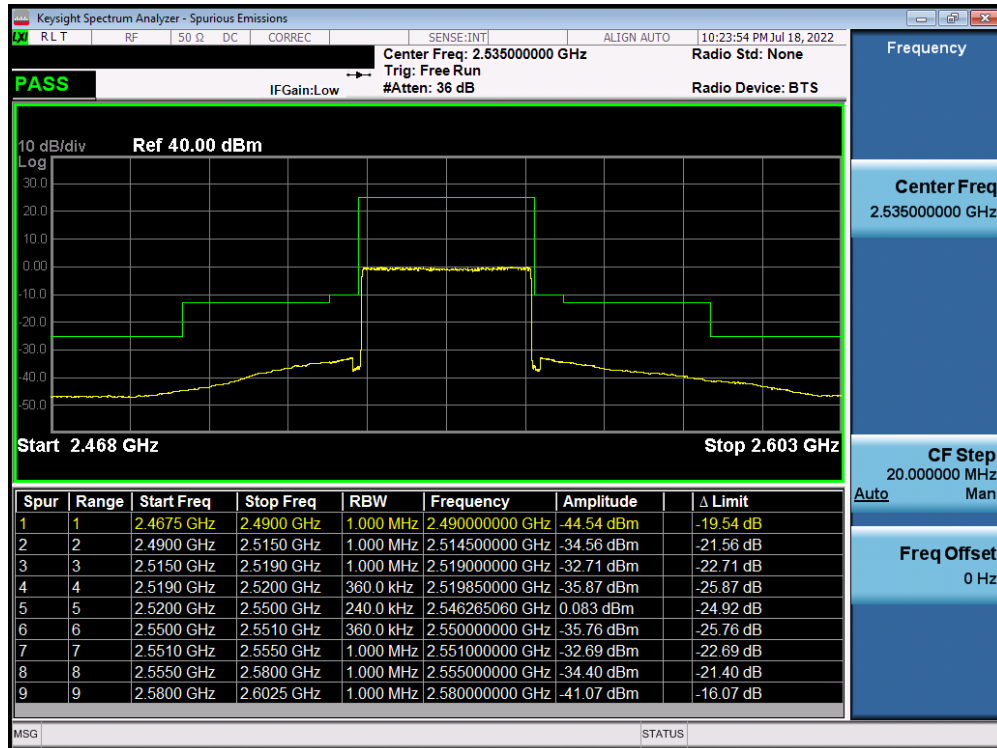 Keysight Spectrum Analyzer - Spurious Emissions
LXI RLT RF 50 Ω DC CORREC SENSE:INT ALIGN AUTO 10:23:54 PM Jul 18, 2022
Center Freq: 2.535000000 GHz Radio Std: None
Trig: Free Run
PASS IFGain:Low #Atten: 36 dB Radio Device: BTS
10 dB/div Ref 40.00 dBm
Log
30.0
20.0
10.0
0.00
-10.0
-20.0
-30.0
-40.0
-50.0
Start 2.468 GHz Stop 2.603 GHz
Spur Range Start Freq Stop Freq RBW Frequency Amplitude Δ Limit
1 1 2.4675 GHz 2.4900 GHz 1.000 MHz 2.490000000 GHz -44.54 dBm -19.54 dB
2 2 2.4900 GHz 2.5150 GHz 1.000 MHz 2.514500000 GHz -34.56 dBm -21.56 dB
3 3 2.5150 GHz 2.5190 GHz 1.000 MHz 2.519000000 GHz -32.71 dBm -22.71 dB
4 4 2.5190 GHz 2.5200 GHz 360.0 kHz 2.519850000 GHz -35.87 dBm -25.87 dB
5 5 2.5200 GHz 2.5500 GHz 240.0 kHz 2.546265060 GHz 0.083 dBm -24.92 dB
6 6 2.5500 GHz 2.5510 GHz 360.0 kHz 2.550000000 GHz -35.76 dBm -25.76 dB
7 7 2.5510 GHz 2.5550 GHz 1.000 MHz 2.551000000 GHz -32.69 dBm -22.69 dB
8 8 2.5550 GHz 2.5800 GHz 1.000 MHz 2.555000000 GHz -34.40 dBm -21.40 dB
9 9 2.5800 GHz 2.6025 GHz 1.000 MHz 2.580000000 GHz -41.07 dBm -16.07 dB
MSG STATUS
Frequency
Center Freq
2.535000000 GHz
CF Step
20.000000 MHz
Auto Man
Freq Offset
0 Hz